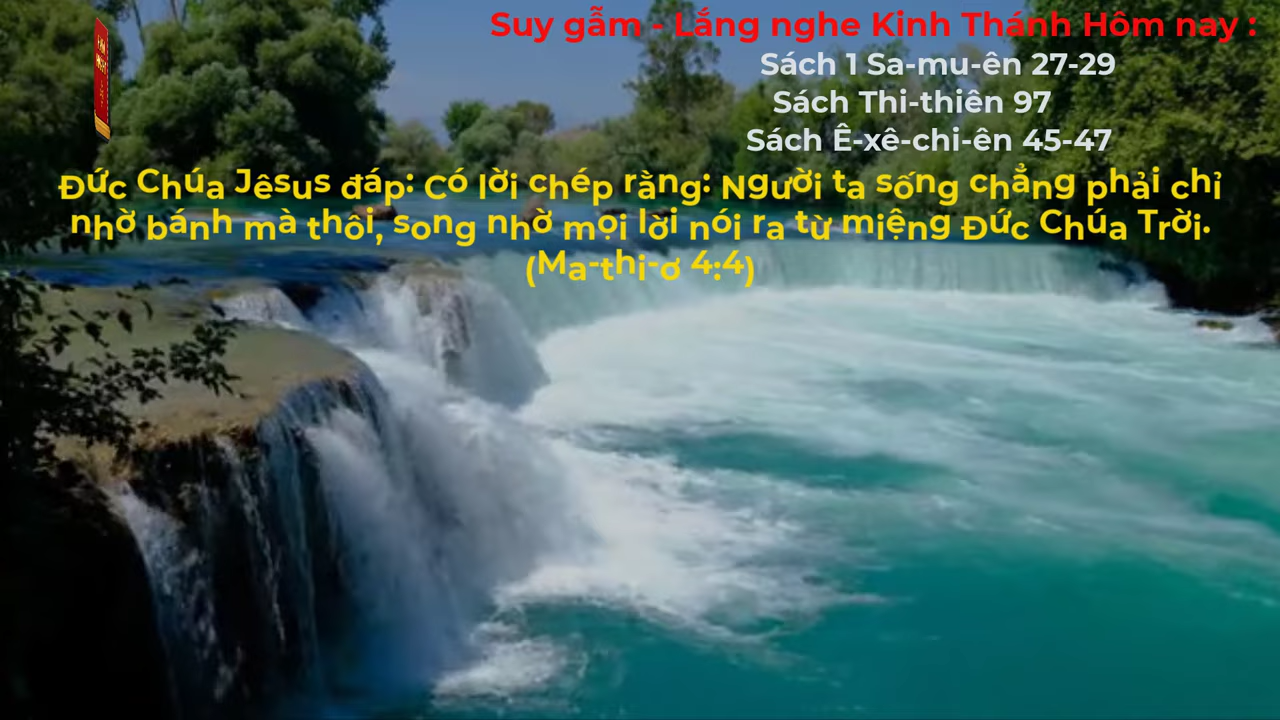 Suy gẫm - Lắng nghe Kinh Thánh Hôm nay :
Sách 1 Sa-mu-ên 27-29
Sách Thi-thiên 97
Sách Ê-xê-chi-ên 45-47
Đức Chúa Jêsus đáp: Có lời chép rằng: Người ta sống chẳng phải chỉ
nhờ bánh mà thôi, song nhờ mọi lời nói ra từ miệng Đức Chúa Trời.
(Ma-thi-ơ 4:4)